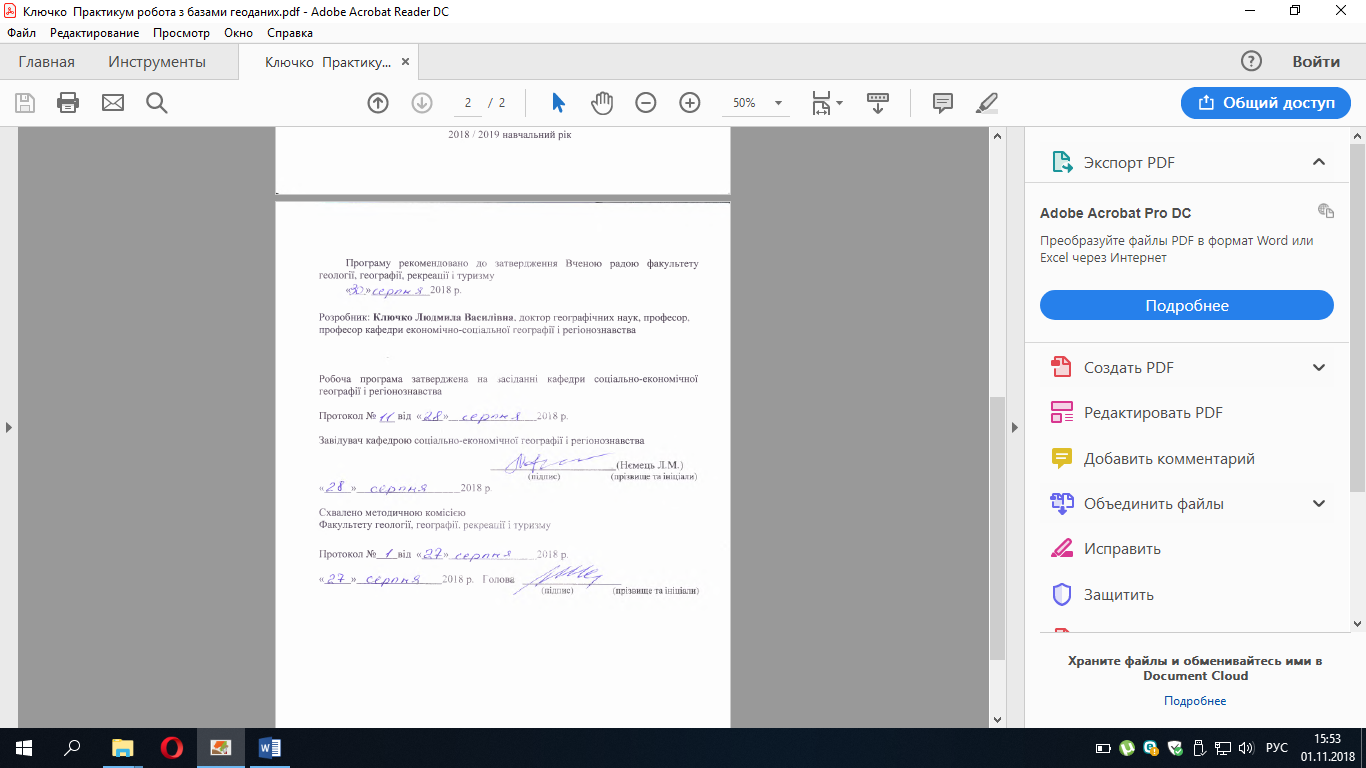 Ключко  Практикум робота з базами геоданих.pdf - Adobe Acrobat Reader DC
Файл Редактирование Просмотр Окно Справка
Главная Инструменты Ключко  Практику... × Войти
2 / 2 50% Общий доступ
2018 / 2019 навчальний рік
Програму рекомендовано до затвердження Вченою радою факультету
геології, географії, рекреації і туризму
«30» серпня 2018 р.
Розробник: Ключко Людмила Василівна, доктор географічних наук, професор,
професор кафедри економічно-соціальної географії і регіонознавства
Робоча програма затверджена на засіданні кафедри соціально-економічної
географії і регіонознавства
Протокол № 11 від «28» серпня 2018 р.
Завідувач кафедрою соціально-економічної географії і регіонознавства
(Нємець Л.М.)
(підпис) (прізвище та ініціали)
«28» серпня 2018 р.
Схвалено методичною комісією
Факультету геології, географії, рекреації і туризму
Протокол № 1 від «27» серпня 2018 р.
«27» серпня 2018 р. Голова
(підпис) (прізвище та ініціали)
Экспорт PDF
Adobe Acrobat Pro DC
Преобразуйте файлы PDF в формат Word или
Excel через Интернет
Подробнее
Создать PDF
Редактировать PDF
Добавить комментарий
Объединить файлы
Исправить
Защитить
Храните файлы и обменивайтесь ими в
Document Cloud
Подробнее
РУС
15:53
01.11.2018